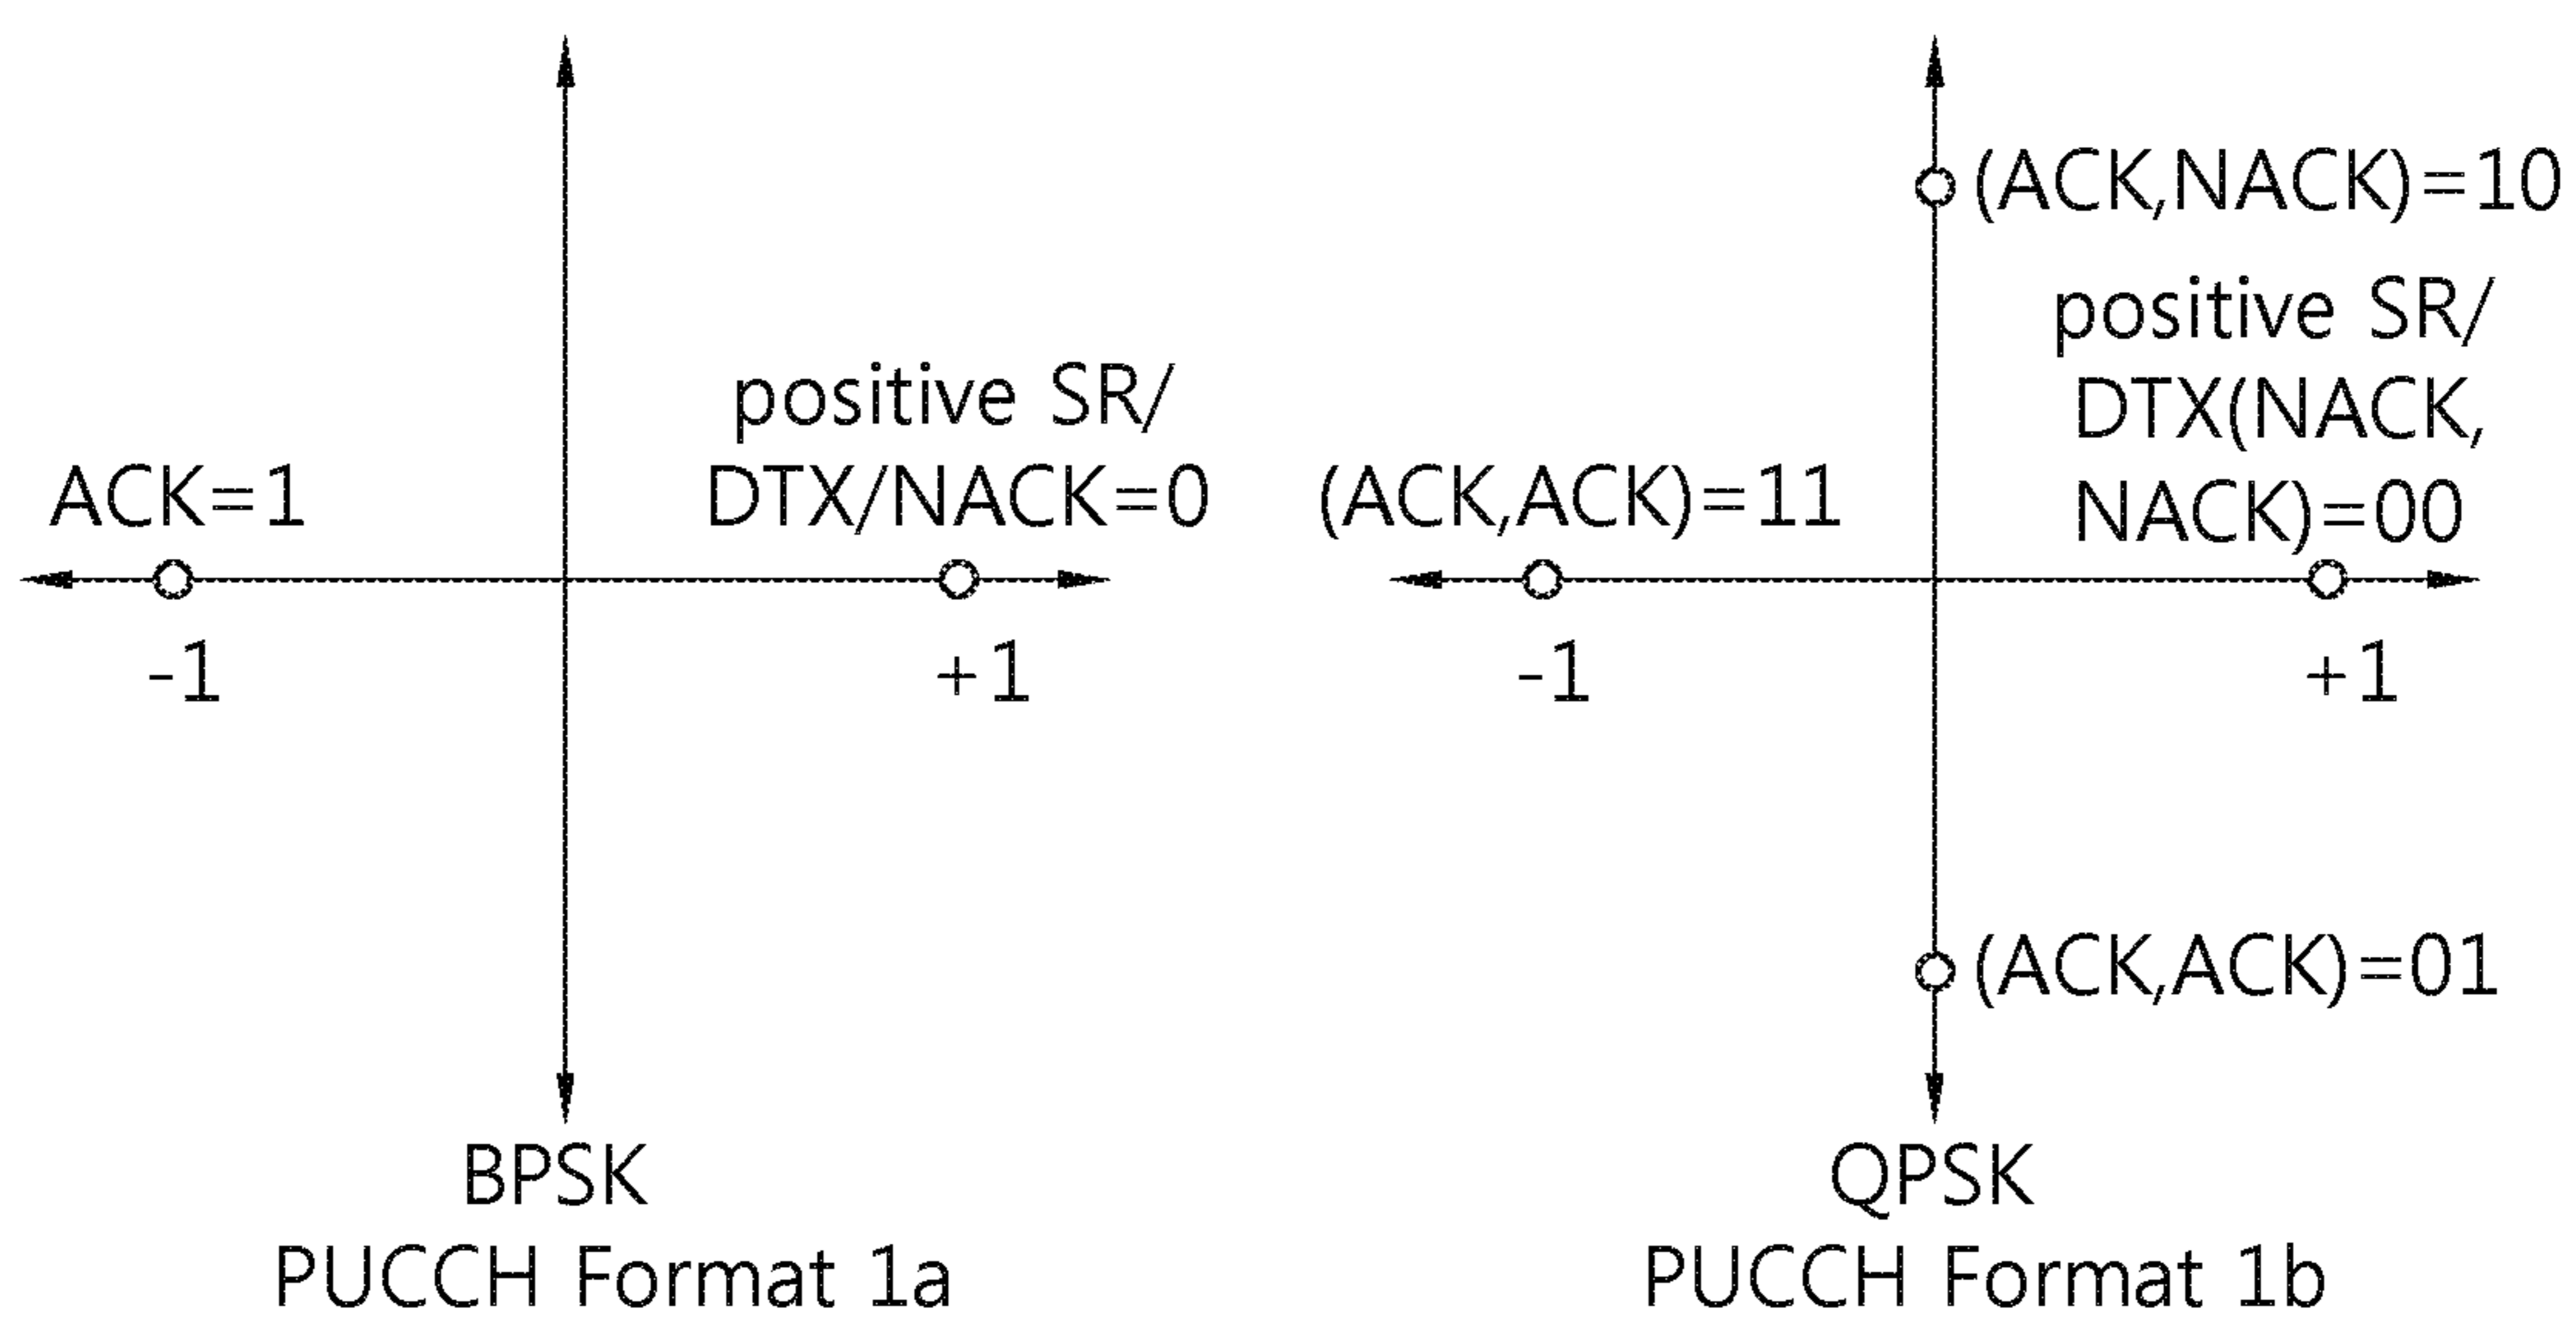 ACK=1
positive SR/
DTX/NACK=0
-1
+1
BPSK
PUCCH Format 1a
(ACK,NACK)=10
positive SR/
DTX(NACK,
NACK)=00
(ACK,ACK)=11
-1
+1
(ACK,ACK)=01
QPSK
PUCCH Format 1b